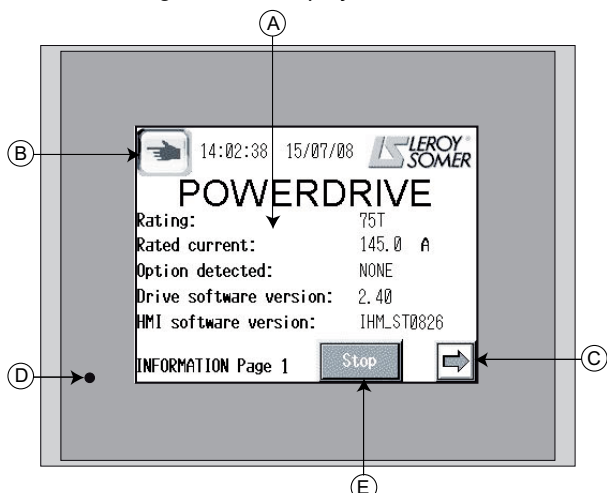 A
B
14:02:38 15/07/08 LS LEROY SOMER
POWERDRIVE
Rating: 75T
Rated current: 145.0 A
Option detected: NONE
Drive software version: 2.40
HMI software version: IHM_ST0826
INFORMATION Page 1 Stop
C
D
E